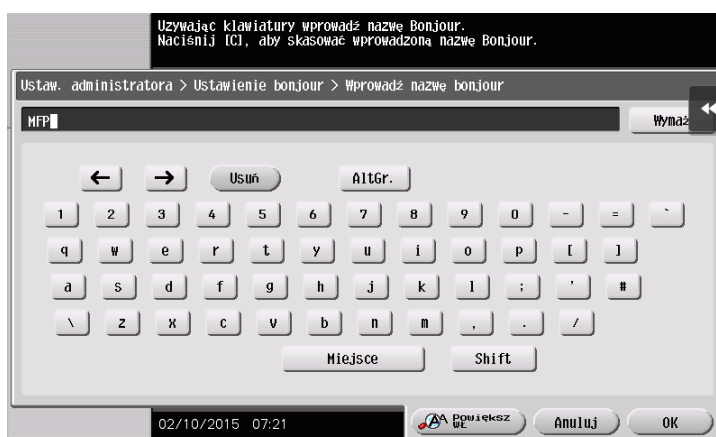 Używając klawiatury wprowadź nazwę Bonjour.
Naciśnij [C], aby skasować wprowadzoną nazwę Bonjour.
Ustaw. administratora > Ustawienie bonjour > Wprowadź nazwę bonjour
MFP
Wymaż
← → Usuń AltGr.
1 2 3 4 5 6 7 8 9 0 - = `
q w e r t y u i o p [ ]
a s d f g h j k l ; ' #
\ z x c v b n m , . /
Miejsce Shift
02/10/2015 07:21
Powiększ
WŁ
Anuluj
OK